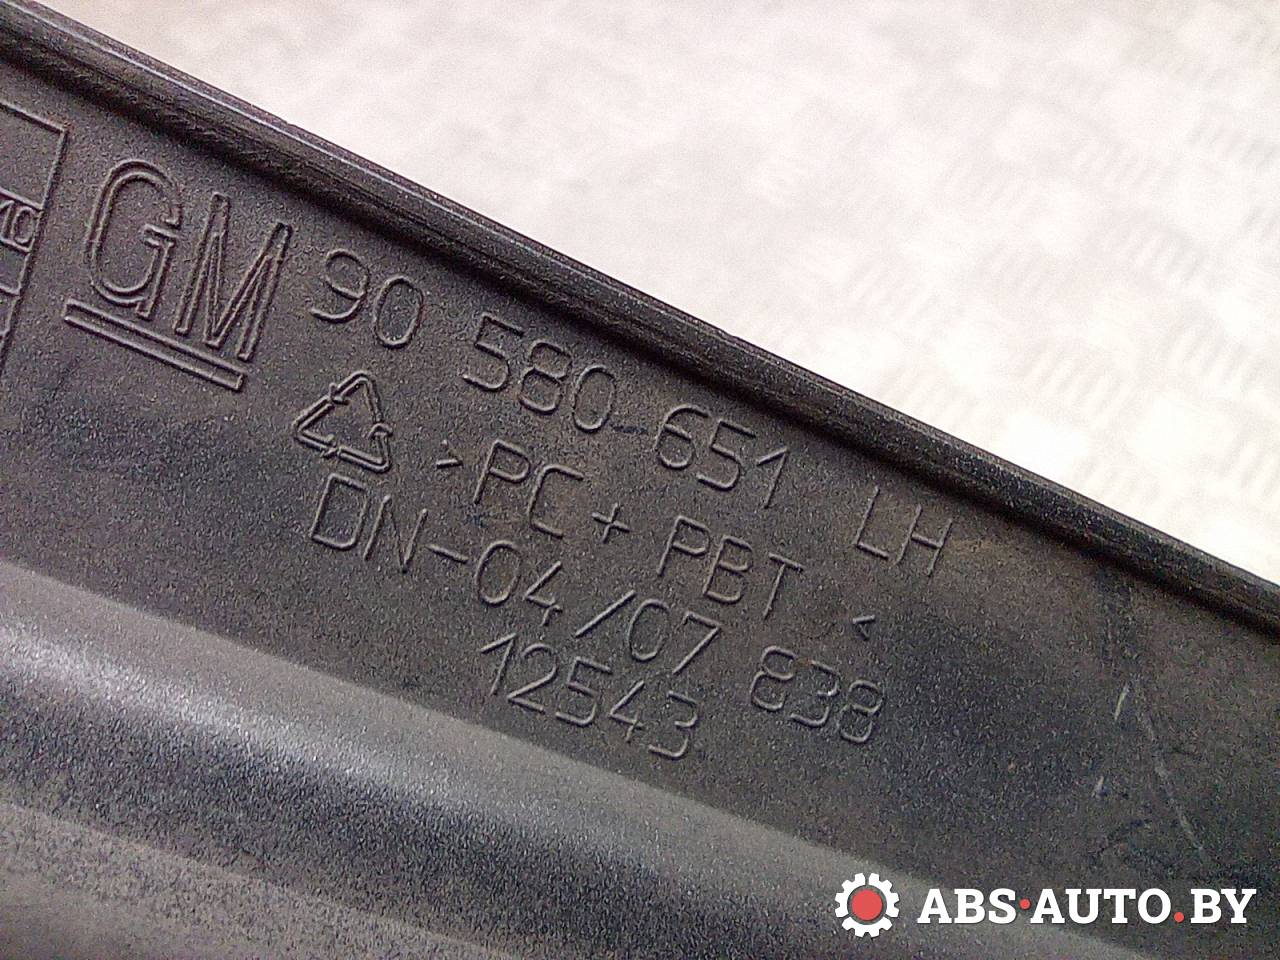 GM 90 580 651 LH
>PC + PBT<
DN-04/07 838
12543
ABS·AUTO.BY